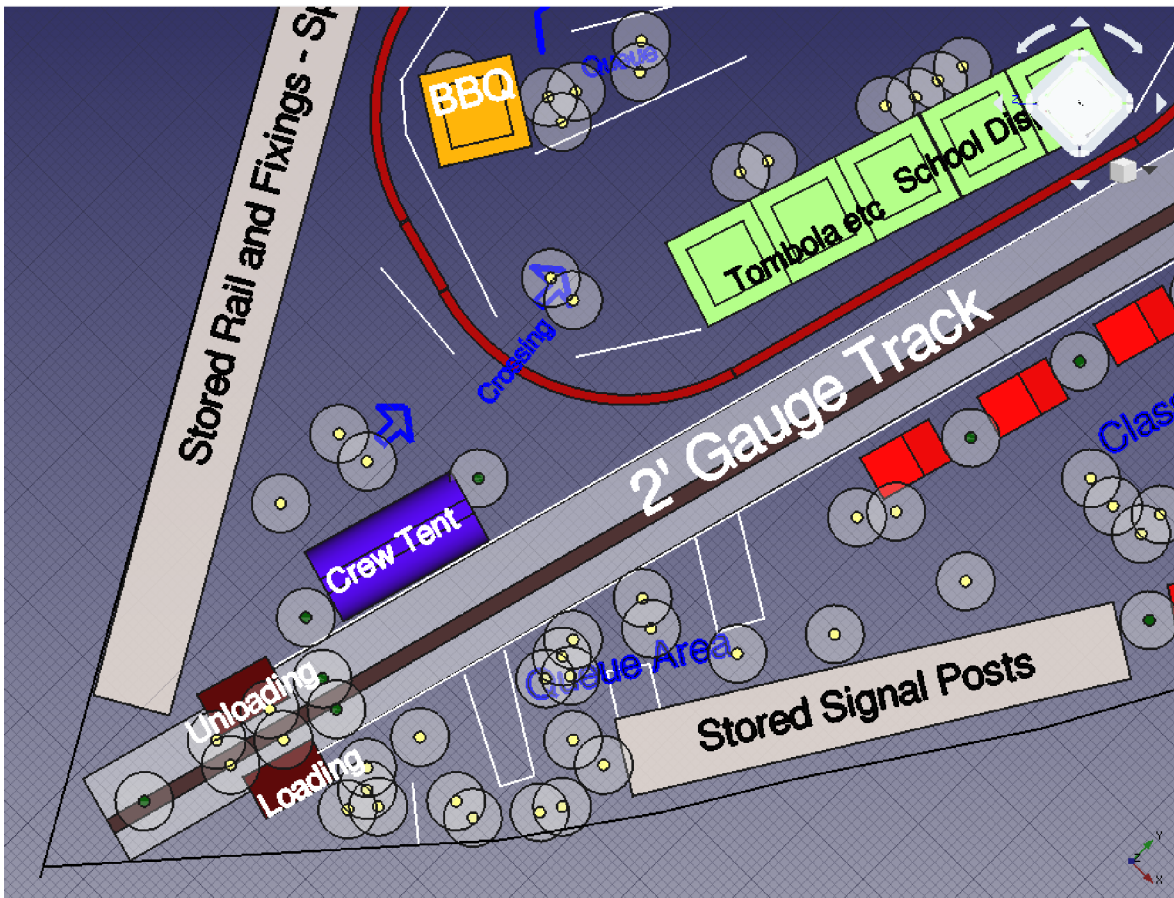 Stored Rail and Fixings - Sp
BBQ
Queue
School Dis
Tombola etc
Crossing
2' Gauge Track
Class
Crew Tent
Queue Area
Unloading
Loading
Stored Signal Posts
Z
Y
X